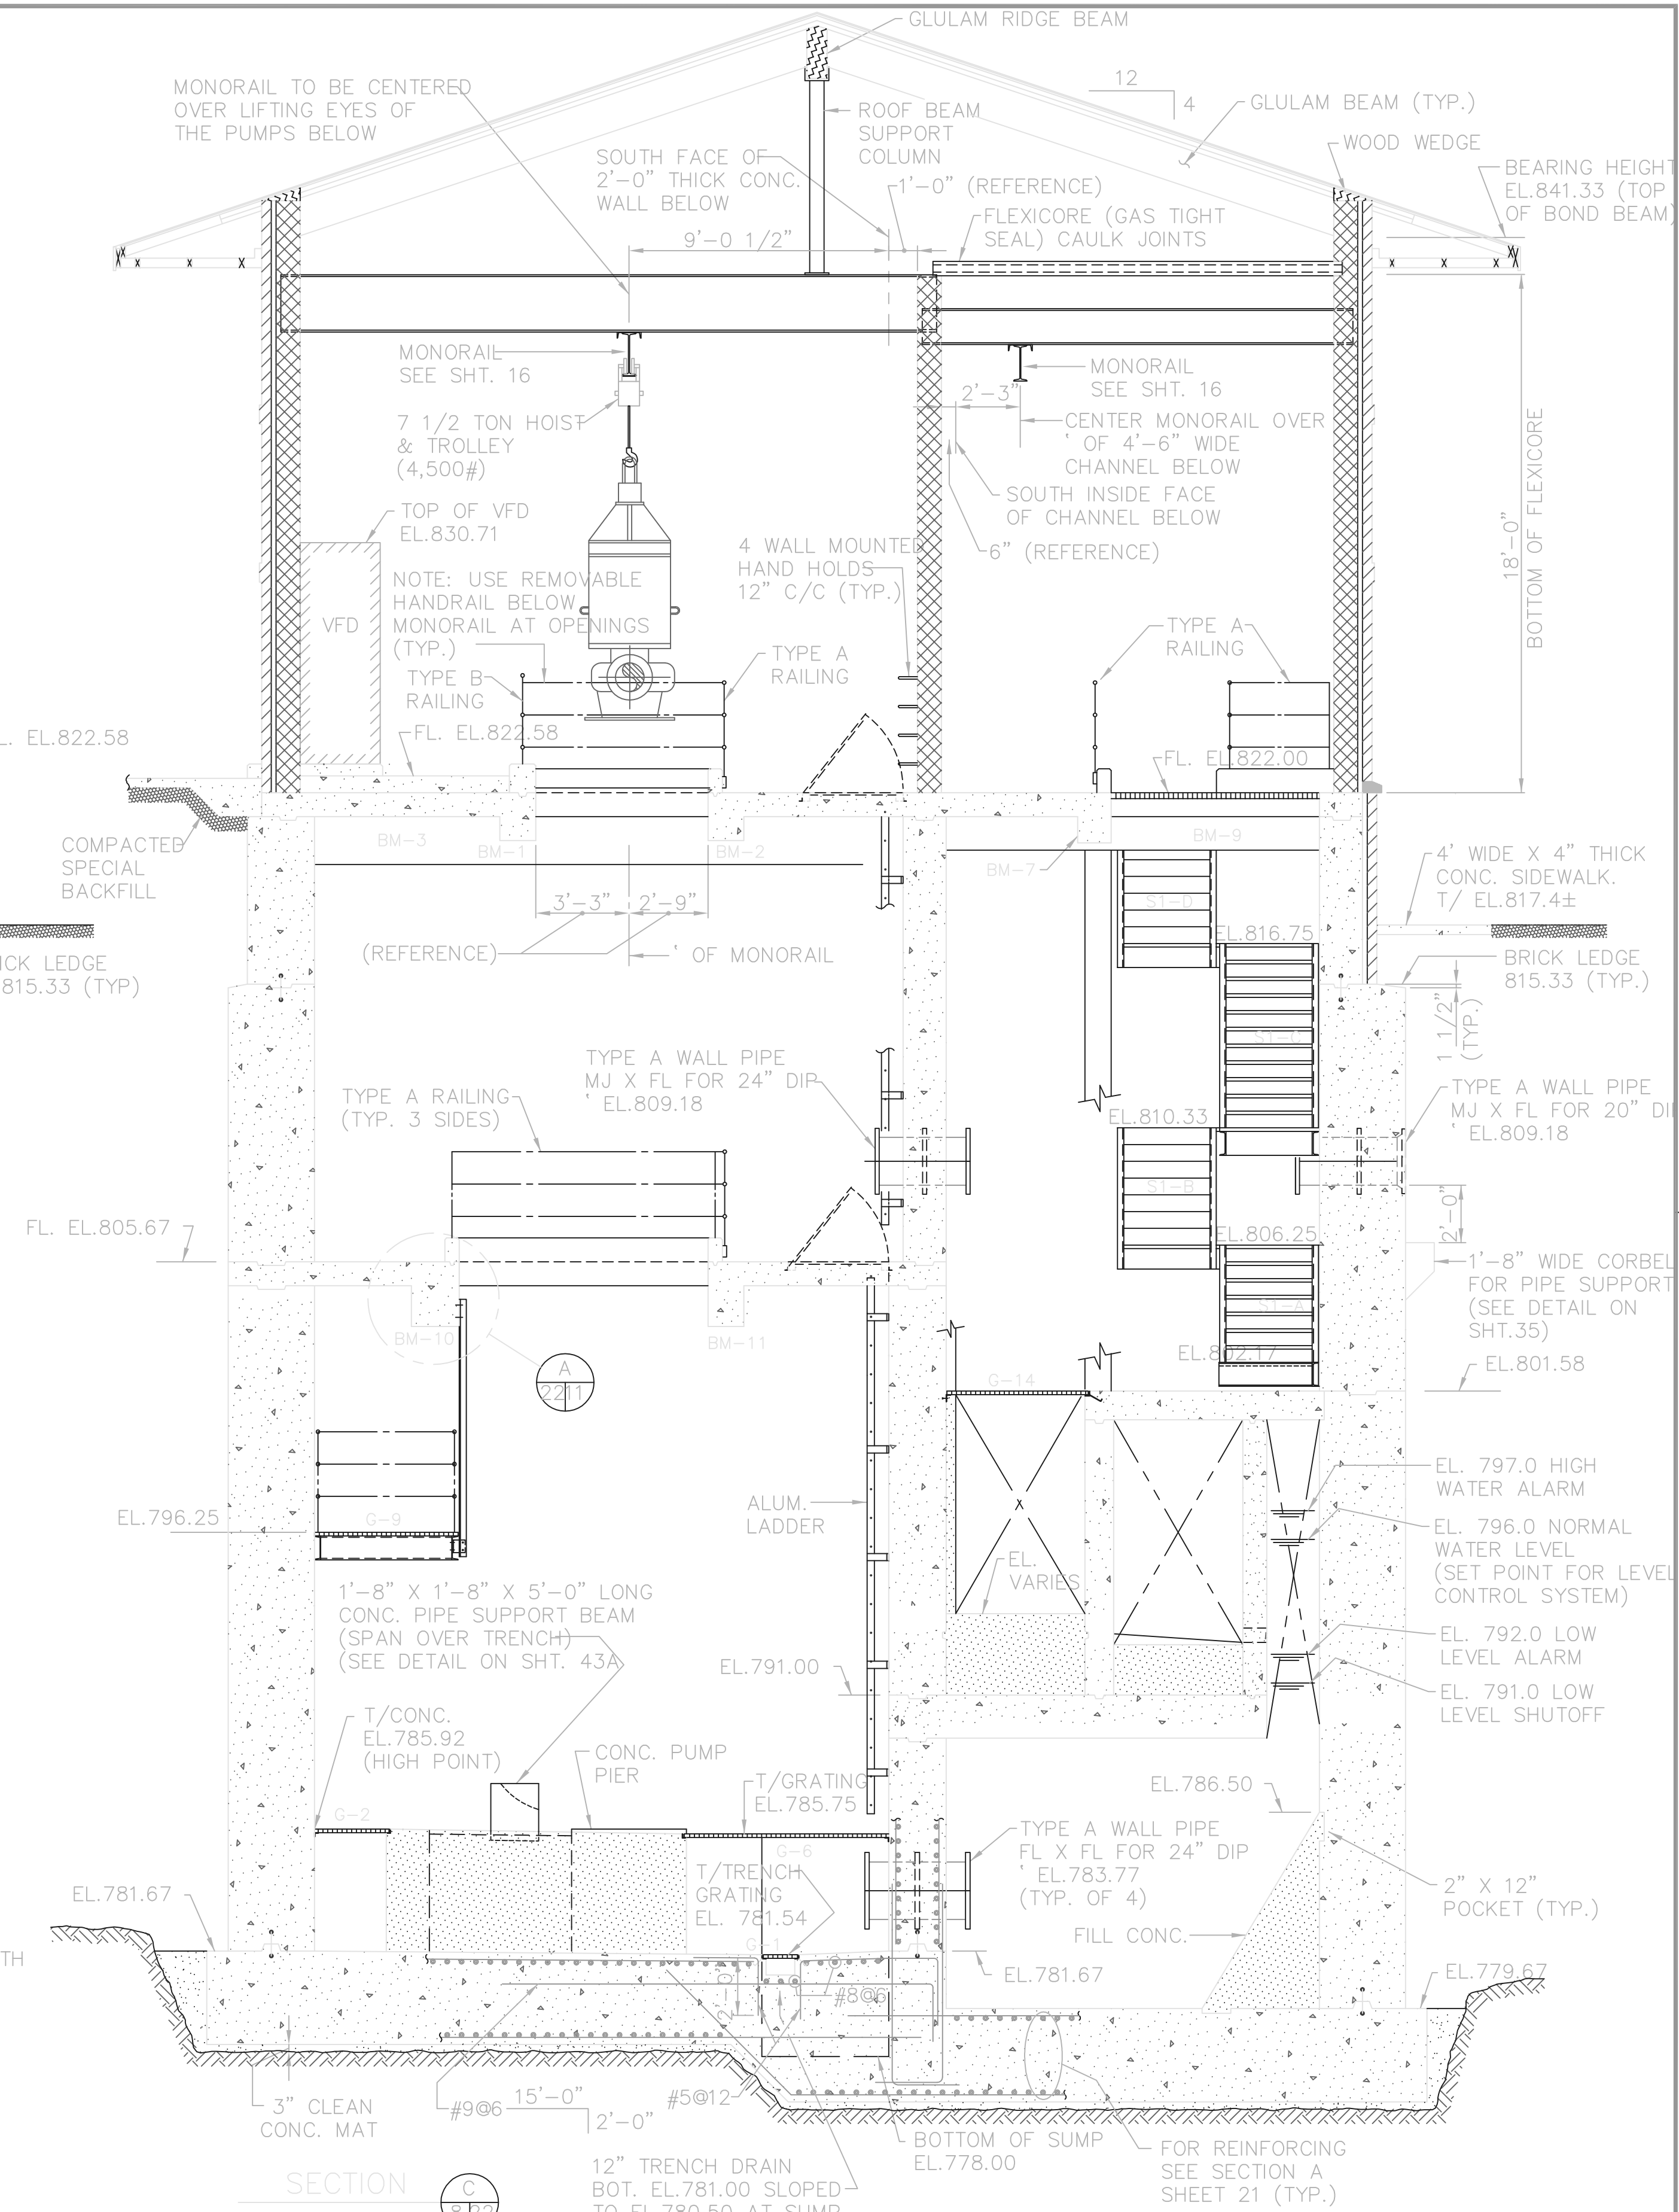 GLULAM RIDGE BEAM
MONORAIL TO BE CENTERED
OVER LIFTING EYES OF
THE PUMPS BELOW
12
4
GLULAM BEAM (TYP.)
ROOF BEAM
SUPPORT
COLUMN
WOOD WEDGE
SOUTH FACE OF
2'-0" THICK CONC.
WALL BELOW
BEARING HEIGHT
EL.841.33 (TOP
OF BOND BEAM)
1'-0" (REFERENCE)
FLEXICORE (GAS TIGHT
SEAL) CAULK JOINTS
9'-0 1/2"
MONORAIL
SEE SHT. 16
MONORAIL
SEE SHT. 16
2'-3"
7 1/2 TON HOIST
& TROLLEY
(4,500#)
CENTER MONORAIL OVER
' OF 4'-6" WIDE
CHANNEL BELOW
SOUTH INSIDE FACE
OF CHANNEL BELOW
6" (REFERENCE)
18'-0"
BOTTOM OF FLEXICORE
TOP OF VFD
EL.830.71
4 WALL MOUNTED
HAND HOLDS
12" C/C (TYP.)
NOTE: USE REMOVABLE
HANDRAIL BELOW
MONORAIL AT OPENINGS
(TYP.)
VFD
TYPE B
RAILING
TYPE A
RAILING
TYPE A
RAILING
L. EL.822.58
FL. EL.822.58
FL. EL.822.00
COMPACTED
SPECIAL
BACKFILL
BM-3
BM-1
BM-2
BM-7
BM-9
4' WIDE X 4" THICK
CONC. SIDEWALK.
T/ EL.817.4±
3'-3"
2'-9"
S1-D
(REFERENCE)
' OF MONORAIL
EL.816.75
ICK LEDGE
815.33 (TYP)
BRICK LEDGE
815.33 (TYP.)
1 1/2"
(TYP.)
S1-C
TYPE A WALL PIPE
MJ X FL FOR 24" DIP
' EL.809.18
TYPE A RAILING
(TYP. 3 SIDES)
EL.810.33
TYPE A WALL PIPE
MJ X FL FOR 20" DI
' EL.809.18
S1-B
2'-0"
FL. EL.805.67
EL.806.25
1'-8" WIDE CORBEL
FOR PIPE SUPPORT
(SEE DETAIL ON
SHT.35)
S1-A
BM-10
BM-11
A
2211
EL.802.17
EL.801.58
G-14
EL. 797.0 HIGH
WATER ALARM
EL. 796.0 NORMAL
WATER LEVEL
(SET POINT FOR LEVEL
CONTROL SYSTEM)
ALUM.
LADDER
EL.796.25
G-9
EL.
VARIES
1'-8" X 1'-8" X 5'-0" LONG
CONC. PIPE SUPPORT BEAM
(SPAN OVER TRENCH)
(SEE DETAIL ON SHT. 43A
EL. 792.0 LOW
LEVEL ALARM
EL.791.00
EL. 791.0 LOW
LEVEL SHUTOFF
T/CONC.
EL.785.92
(HIGH POINT)
CONC. PUMP
PIER
T/GRATING
EL.785.75
EL.786.50
G-2
TYPE A WALL PIPE
FL X FL FOR 24" DIP
' EL.783.77
(TYP. OF 4)
G-6
T/TRENCH
GRATING
EL. 781.54
EL.781.67
2" X 12"
POCKET (TYP.)
FILL CONC.
G-1
TH
EL.781.67
EL.779.67
2'-0"
#8@6
3" CLEAN
CONC. MAT
#9@6
15'-0"
2'-0"
#5@12
BOTTOM OF SUMP
EL.778.00
FOR REINFORCING
SEE SECTION A
SHEET 21 (TYP.)
12" TRENCH DRAIN
BOT. EL.781.00 SLOPED
TO EL.780.50 AT SUMP
SECTION
C
8 22